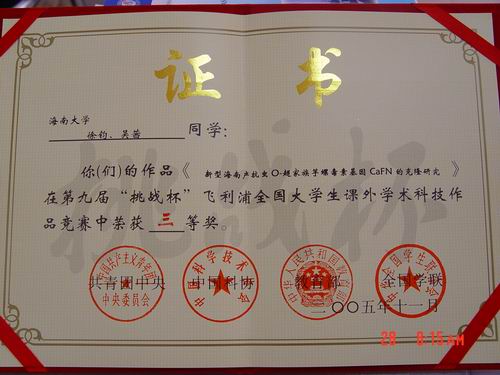 证书
海南大学
徐钧、吴茜 同学:
你(们)的作品《 新型海南产抗虫O-超家族芋螺毒素基因CaFN的克隆研究 》
在第九届“挑战杯”飞利浦全国大学生课外学术科技作
品竞赛中荣获 三 等奖。
共青团中央 中国科协 教育部 全国学联
二〇〇五年十一月
28 8:15AM
挑战杯